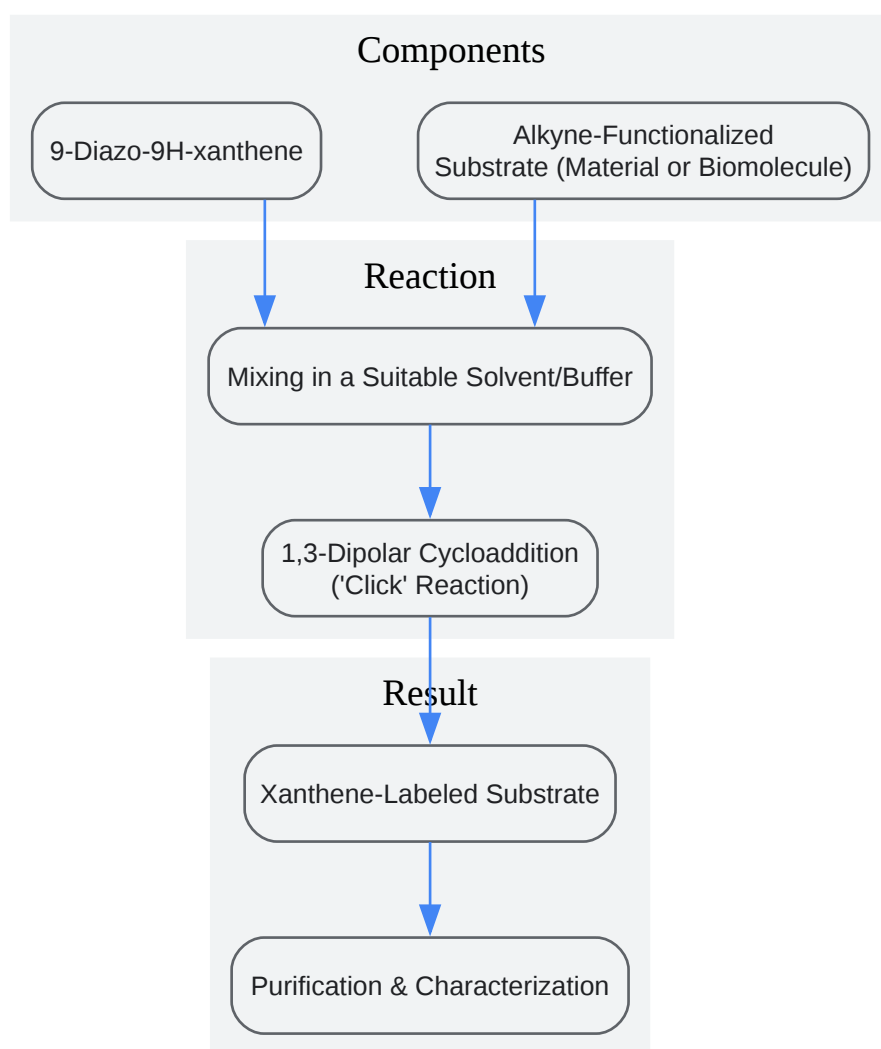 Components
9-Diazo-9H-xanthene
Alkyne-Functionalized
Substrate (Material or Biomolecule)
Reaction
Mixing in a Suitable Solvent/Buffer
1,3-Dipolar Cycloaddition
('Click' Reaction)
Result
Xanthene-Labeled Substrate
Purification & Characterization